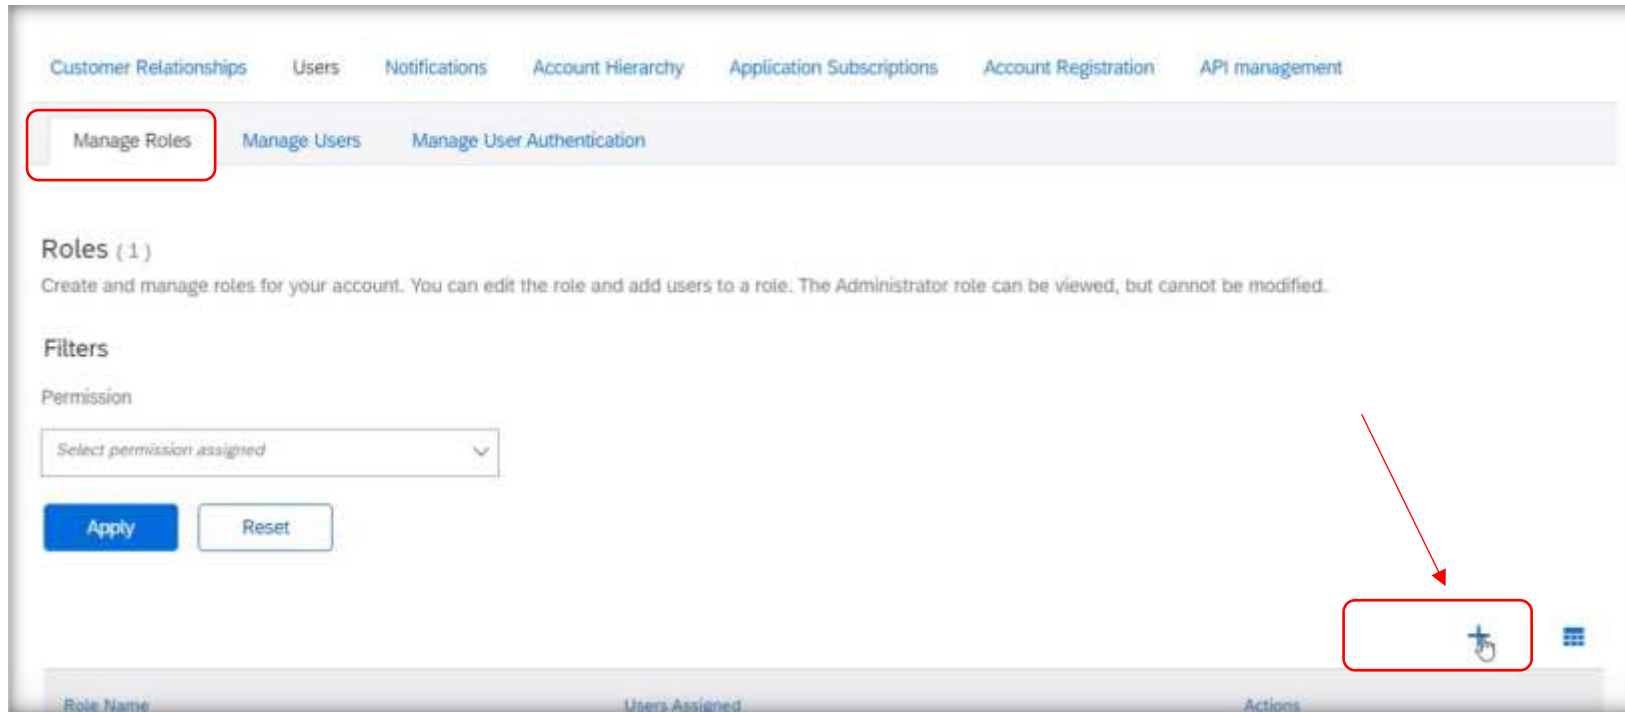 Customer Relationships Users Notifications Account Hierarchy Application Subscriptions Account Registration API management
Manage Roles Manage Users Manage User Authentication
Roles (1)
Create and manage roles for your account. You can edit the role and add users to a role. The Administrator role can be viewed, but cannot be modified.
Filters
Permission
Select permission assigned
Apply Reset
Role Name Users Assigned Actions